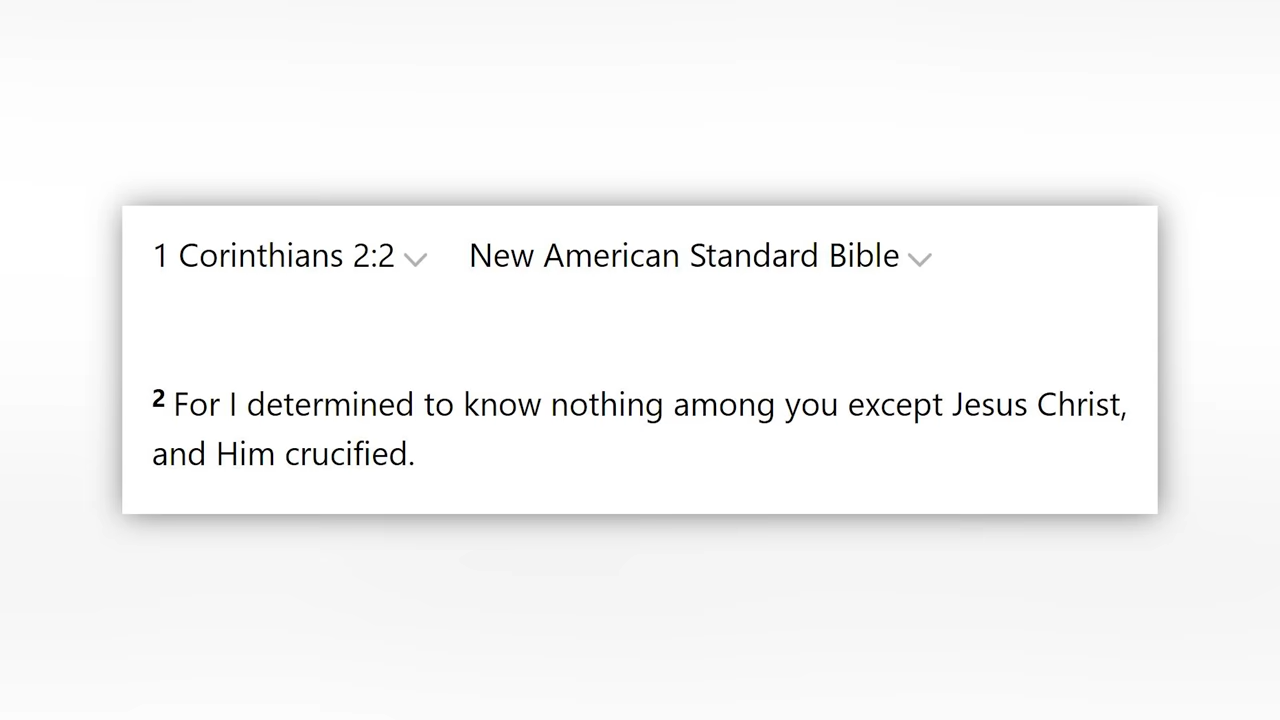 1 Corinthians 2:2 New American Standard Bible
2 For I determined to know nothing among you except Jesus Christ,
and Him crucified.